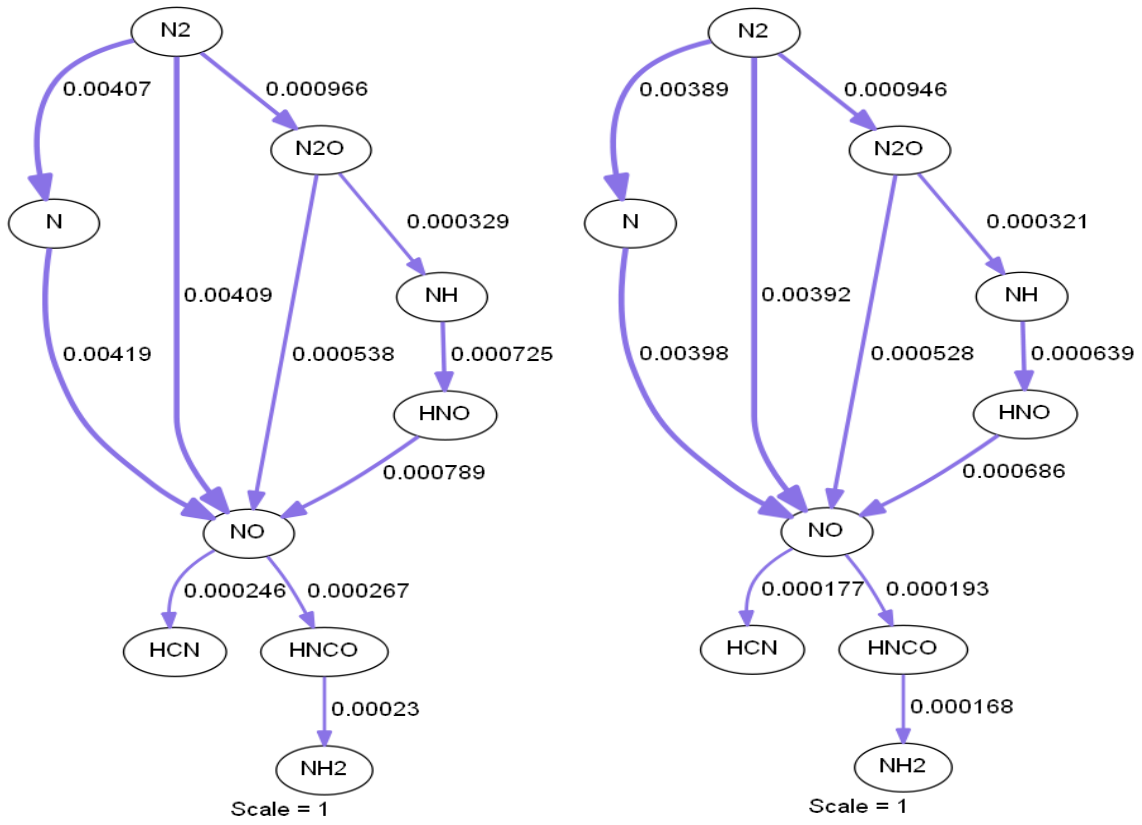 N2
0.00407
0.000966
N2O
N
0.000329
NH
0.00409
0.00419
0.000538
0.000725
HNO
0.000789
NO
0.000246
0.000267
HCN
HNCO
0.00023
NH2
Scale = 1
N2
0.00389
0.000946
N2O
N
0.000321
NH
0.00392
0.00398
0.000528
0.000639
HNO
0.000686
NO
0.000177
0.000193
HCN
HNCO
0.000168
NH2
Scale = 1